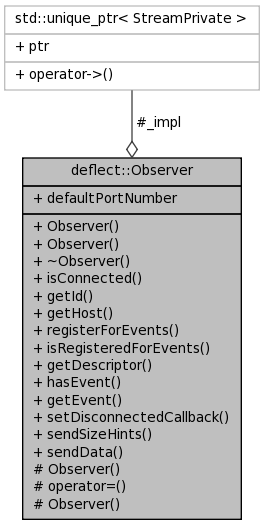 std::unique_ptr< StreamPrivate >
+ ptr
+ operator->()
#_impl
deflect::Observer
+ defaultPortNumber
+ Observer()
+ Observer()
+ ~Observer()
+ isConnected()
+ getId()
+ getHost()
+ registerForEvents()
+ isRegisteredForEvents()
+ getDescriptor()
+ hasEvent()
+ getEvent()
+ setDisconnectedCallback()
+ sendSizeHints()
+ sendData()
# Observer()
# operator=()
# Observer()